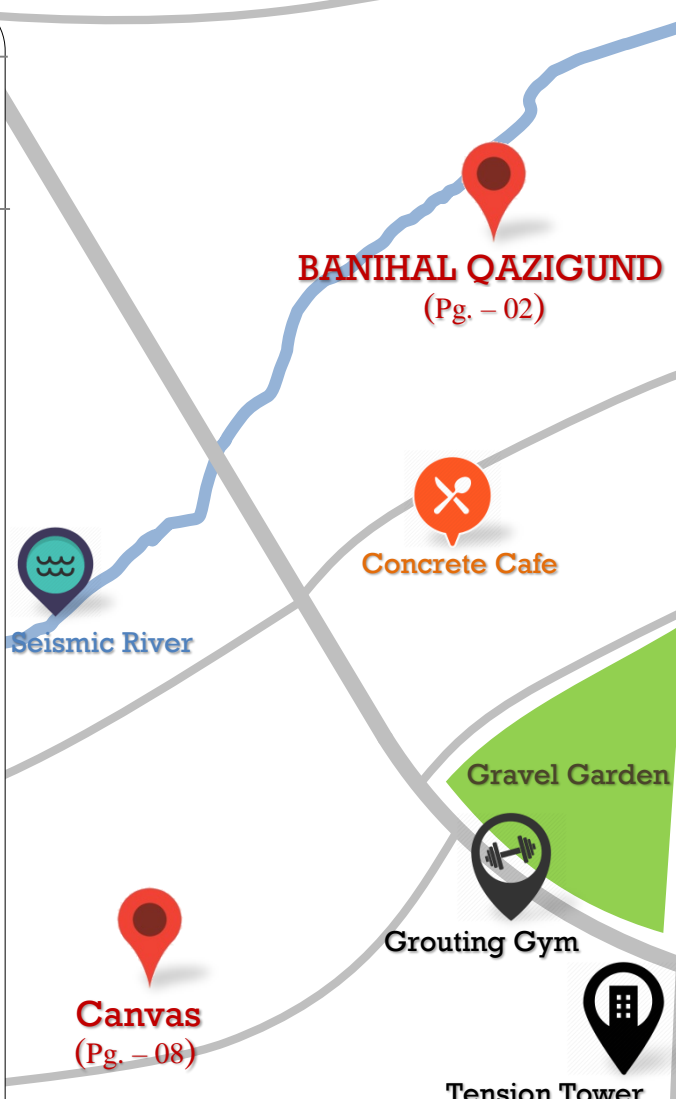 BANIHAL QAZIGUND
(Pg. – 02)
Concrete Cafe
Seismic River
Gravel Garden
Grouting Gym
Canvas
(Pg. – 08)
Tension Tower